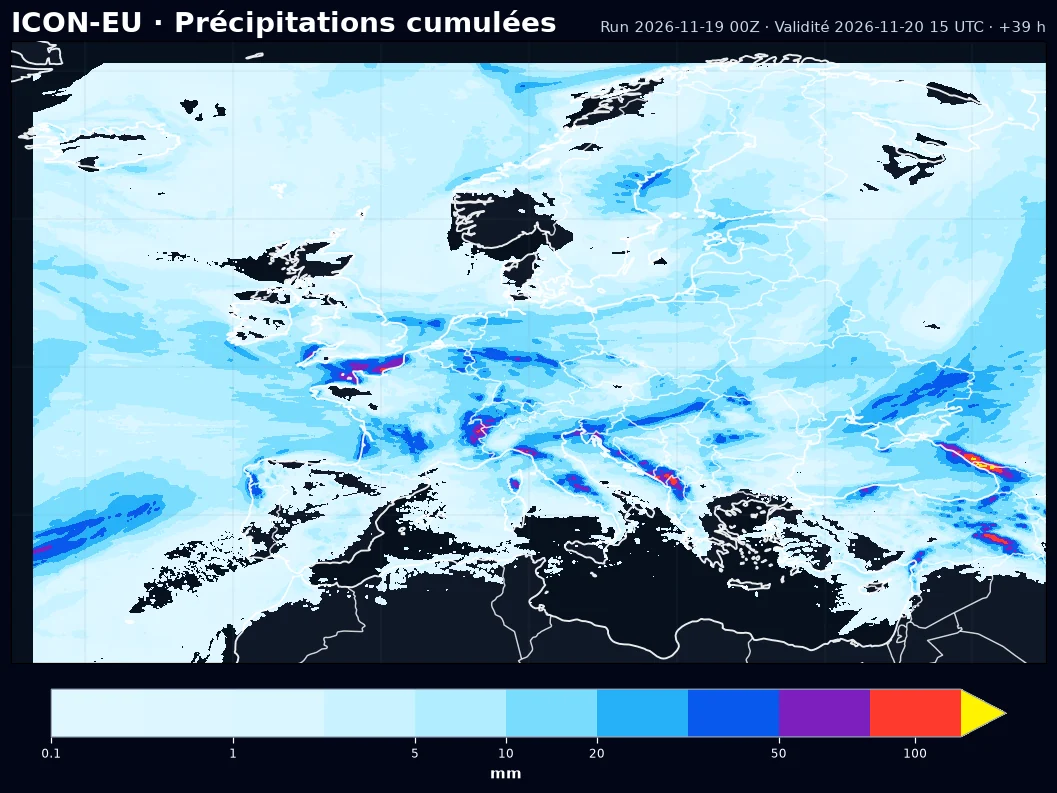 ICON-EU · Précipitations cumulées
Run 2026-11-19 00Z · Validité 2026-11-20 15 UTC · +39 h
0.1 1 5 10 20 50 100
mm